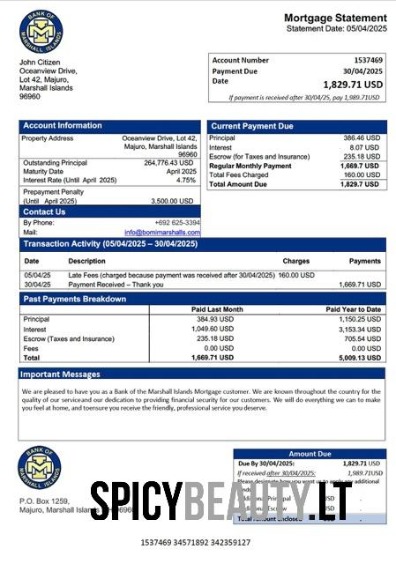 BANK OF MARSHALL ISLANDS
Mortgage Statement
Statement Date: 05/04/2025
John Citizen
Oceanview Drive,
Lot 42, Majuro,
Marshall Islands
96960
Account Number 1537469
Payment Due 30/04/2025
Date
1,829.71 USD
If payment is received after 30/04/25, pay 1,989.71USD
Account Information
Property Address Oceanview Drive, Lot 42,
Majuro, Marshall Islands
96960
Outstanding Principal 264,776.43 USD
Maturity Date April 2025
Interest Rate (Until April 2025) 4.75%
Prepayment Penalty
(Until April 2025) 3,500.00 USD
Current Payment Due
Principal 386.46 USD
Interest 8.07 UD
Escrow (for Taxes and Insurance) 235.18 USD
Regular Monthly Payment 1,669.7 USD
Total Fees Charged 160.00 USD
Total Amount Due 1,829.7 USD
Contact Us
By Phone: +692 625-3394
Mail: info@bomimarshalls.com
Transaction Activity (05/04/2025 – 30/04/2025)
Date Description Charges Payments
05/04/25 Late Fees (charged because payment was received after 30/04/2025) 160.00 USD
30/04/25 Payment Received – Thank you 1,669.71 USD
Past Payments Breakdown
Paid Last Month Paid Year to Date
Principal 384.93 USD 1,150.25 USD
Interest 1,049.60 USD 3,153.34 USD
Escrow (Taxes and Insurance) 235.18 USD 705.54 USD
Fees 0.00 USD 0.00 USD
Total 1,669.71 USD 5,009.13 USD
Important Messages
We are pleased to have you as a Bank of the Marshall Islands Mortgage customer. We are known throughout the country for the
quality of our service and our dedication to providing financial security for our customers. We will do everything we can to make
you feel at home, and toensure you receive the friendly, professional service you deserve.
BANK OF MARSHALL ISLANDS
P.O. Box 1259,
Majuro, Marshall 96960
Amount Due
Due By 30/04/2025: 1,829.71 USD
If received after 30/04/25: 1,989.71USD
Please designate how you want us to apply any additional
Additional Principal USD
USD
Total Amount Enclosed
SPICYBEAUTY.LT
1537469 34571892 342359127